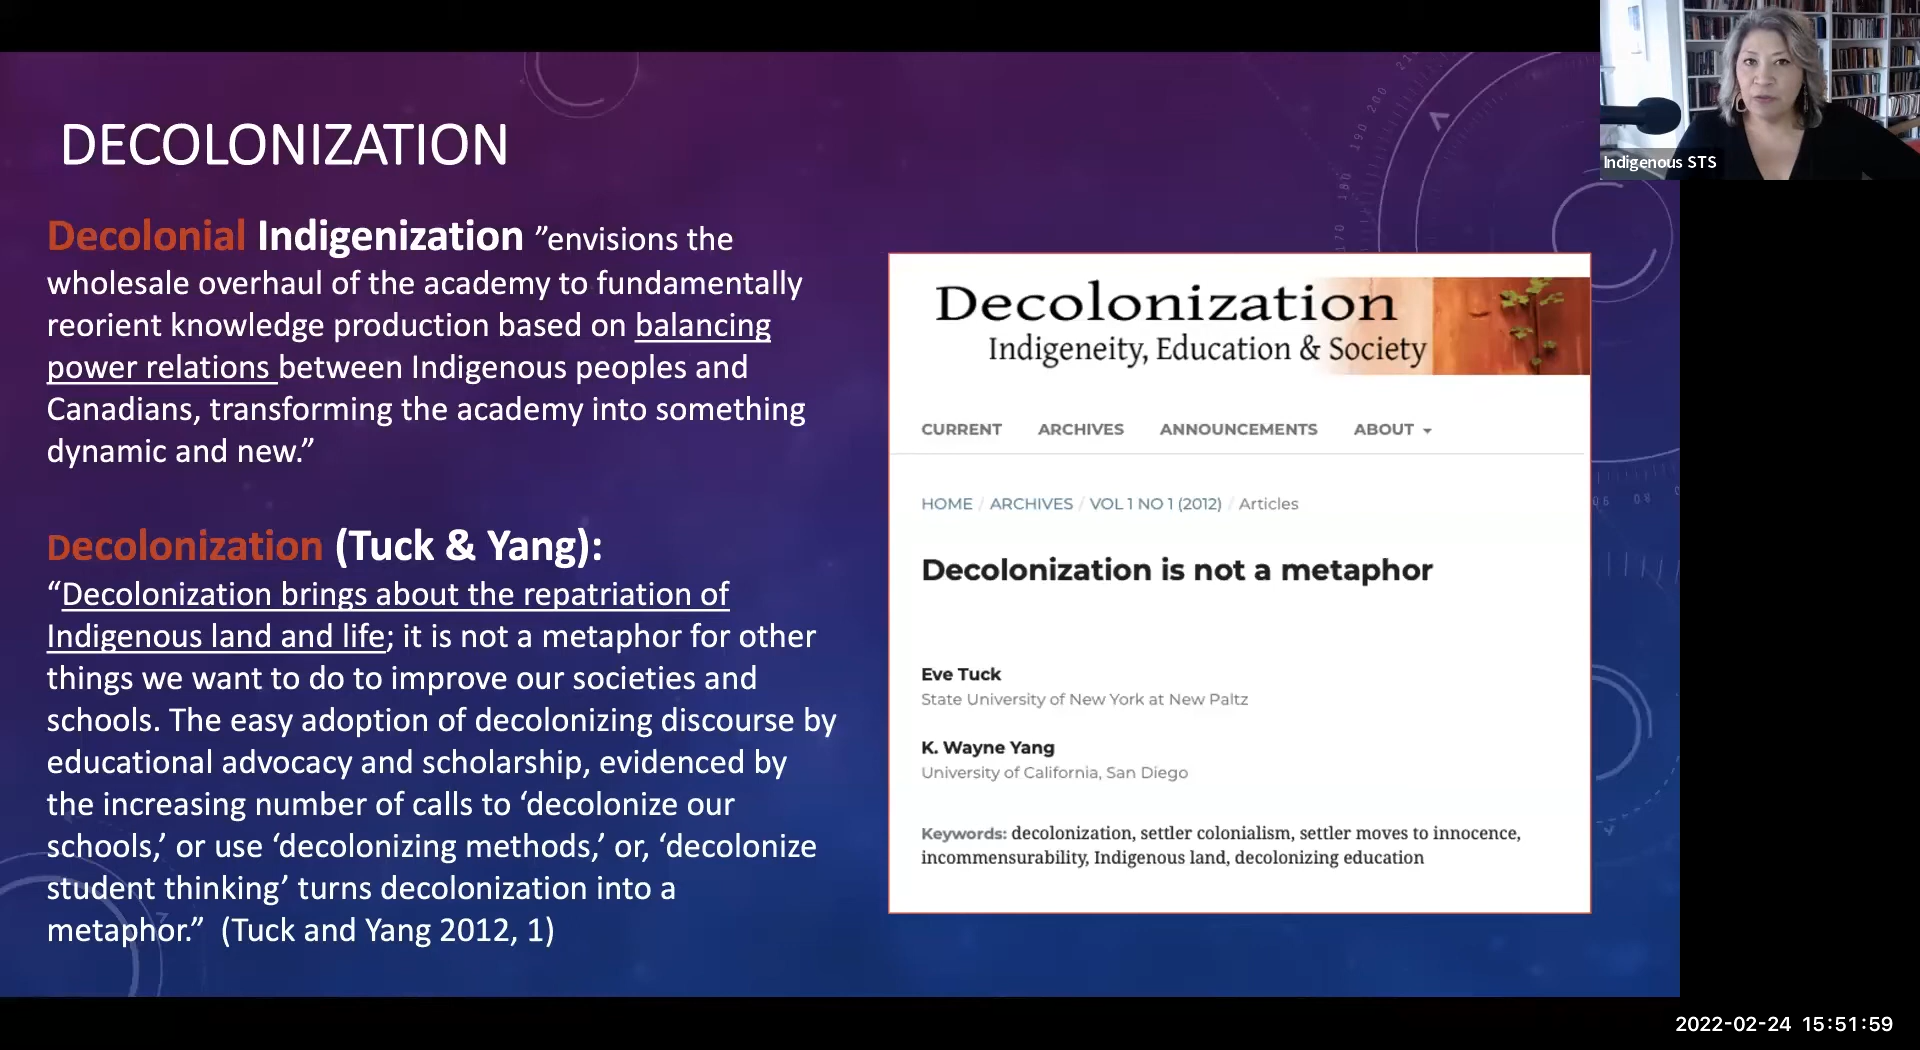 DECOLONIZATION
Decolonial Indigenization ”envisions the
wholesale overhaul of the academy to fundamentally
reorient knowledge production based on balancing
power relations between Indigenous peoples and
Canadians, transforming the academy into something
dynamic and new.”
Decolonization (Tuck & Yang):
“Decolonization brings about the repatriation of
Indigenous land and life; it is not a metaphor for other
things we want to do to improve our societies and
schools. The easy adoption of decolonizing discourse by
educational advocacy and scholarship, evidenced by
the increasing number of calls to ‘decolonize our
schools,’ or use ‘decolonizing methods,’ or, ‘decolonize
student thinking’ turns decolonization into a
metaphor.” (Tuck and Yang 2012, 1)
Decolonization
Indigeneity, Education & Society
CURRENT ARCHIVES ANNOUNCEMENTS ABOUT
HOME / ARCHIVES / VOL 1 NO 1 (2012) / Articles
Decolonization is not a metaphor
Eve Tuck
State University of New York at New Paltz
K. Wayne Yang
University of California, San Diego
Keywords: decolonization, settler colonialism, settler moves to innocence,
incommensurability, Indigenous land, decolonizing education
170 180 190 200
Indigenous STS
2022-02-24 15:51:59